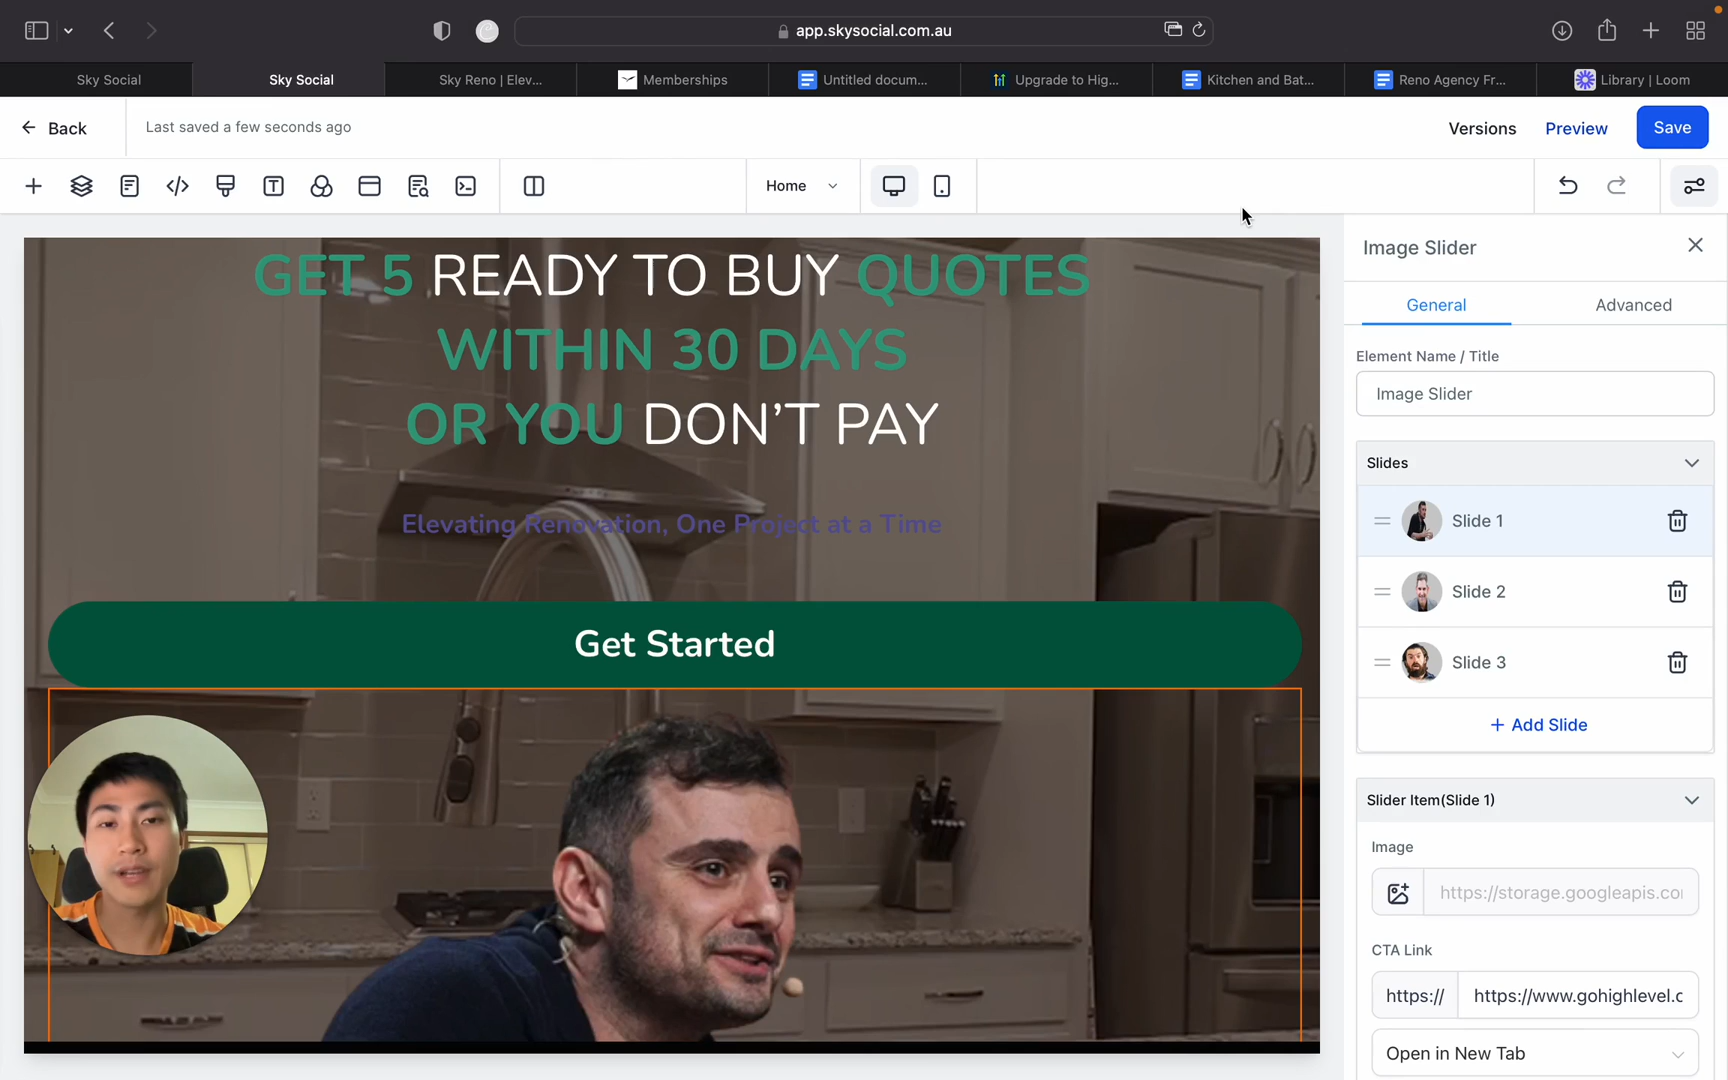 app.skysocial.com.au
Sky Social
Sky Social
Sky Reno | Elev...
Memberships
Untitled docum...
Upgrade to Hig...
Kitchen and Bat...
Reno Agency Fr...
Library | Loom
Back
Last saved a few seconds ago
Versions
Preview
Save
Home
GET 5 READY TO BUY QUOTES
WITHIN 30 DAYS
OR YOU DON’T PAY
Elevating Renovation, One Project at a Time
Get Started
Image Slider
General
Advanced
Element Name / Title
Image Slider
Slides
Slide 1
Slide 2
Slide 3
+ Add Slide
Slider Item(Slide 1)
Image
https://storage.googleapis.co
CTA Link
https://
https://www.gohighlevel.c
Open in New Tab